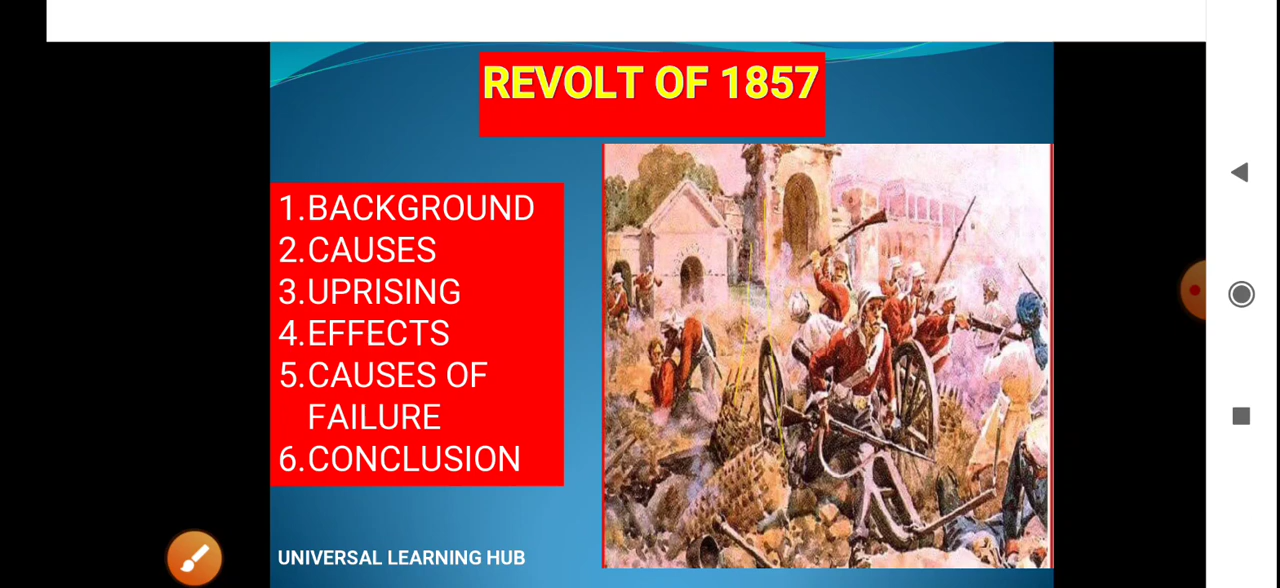 REVOLT OF 1857
1.BACKGROUND
2.CAUSES
3.UPRISING
4.EFFECTS
5.CAUSES OF
FAILURE
6.CONCLUSION
UNIVERSAL LEARNING HUB